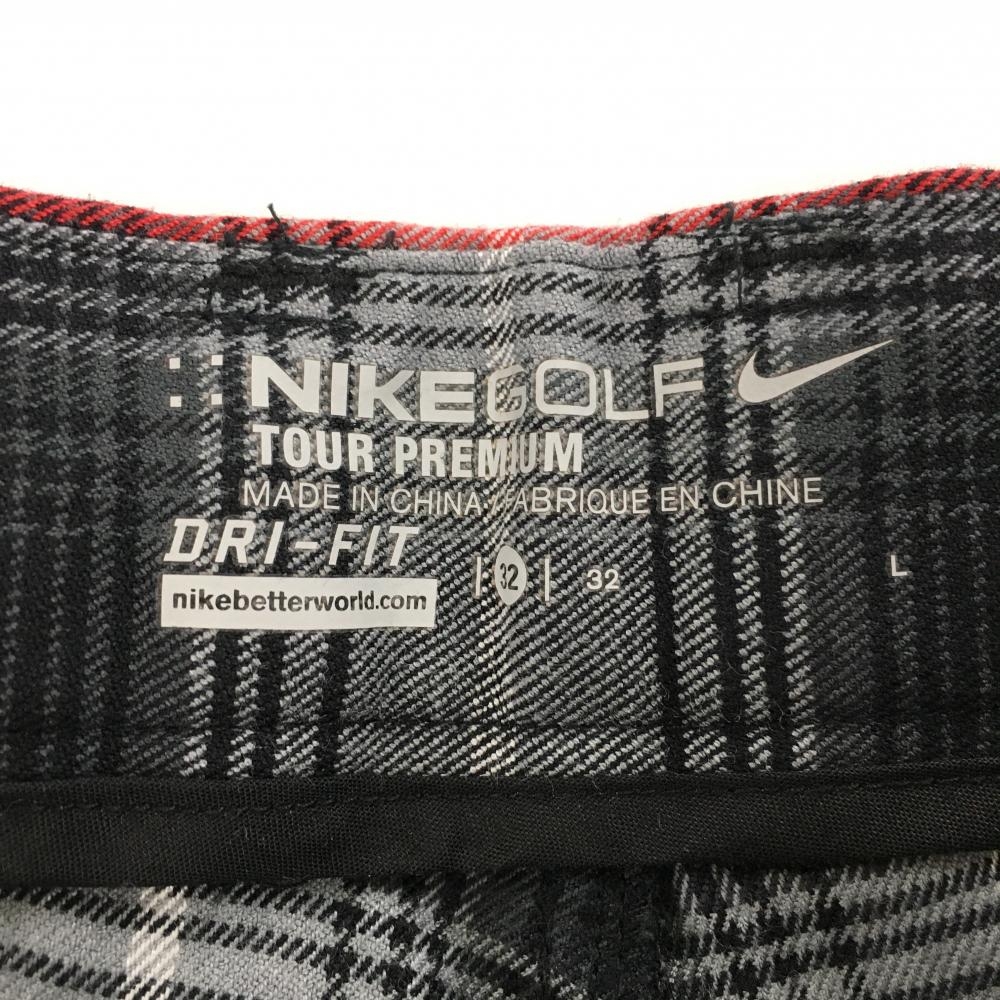 NIKEGOLF
TOUR PREMIUM
MADE IN CHINA / FABRIQUE EN CHINE
DRI-FIT
32 32 L
nikebetterworld.com